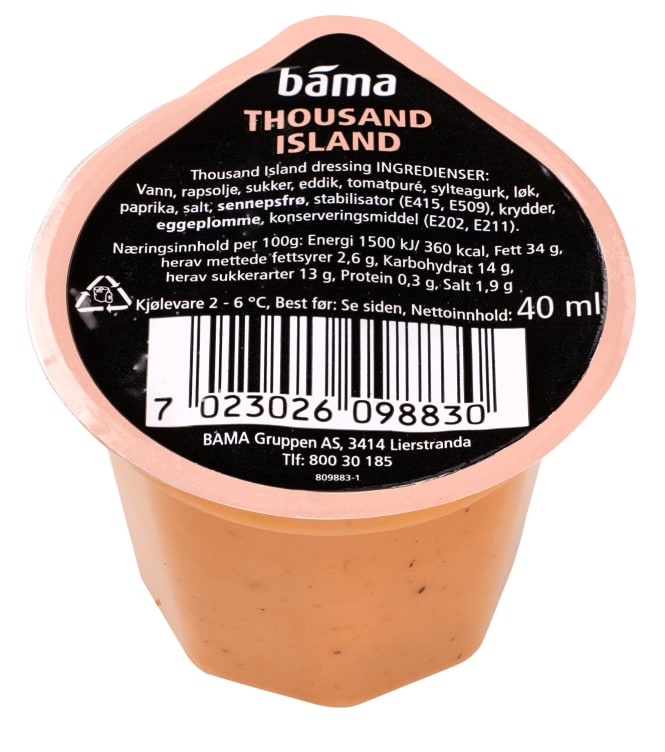 bama
THOUSAND
ISLAND
Thousand Island dressing INGREDIENSER:
Vann, rapsolje, sukker, eddik, tomatpuré, sylteagurk, løk,
paprika, salt, sennepsfrø, stabilisator (E415, E509), krydder,
eggeplomme, konserveringsmiddel (E202, E211).
Næringsinnhold per 100g: Energi 1500 kJ/ 360 kcal, Fett 34 g,
herav mettede fettsyrer 2,6 g, Karbohydrat 14 g,
herav sukkerarter 13 g, Protein 0,3 g, Salt 1,9 g
Kjølevare 2 - 6 °C, Best før: Se siden, Nettoinnhold: 40 ml
7 023026 098830
BAMA Gruppen AS, 3414 Lierstranda
Tlf: 800 30 185
809883-1